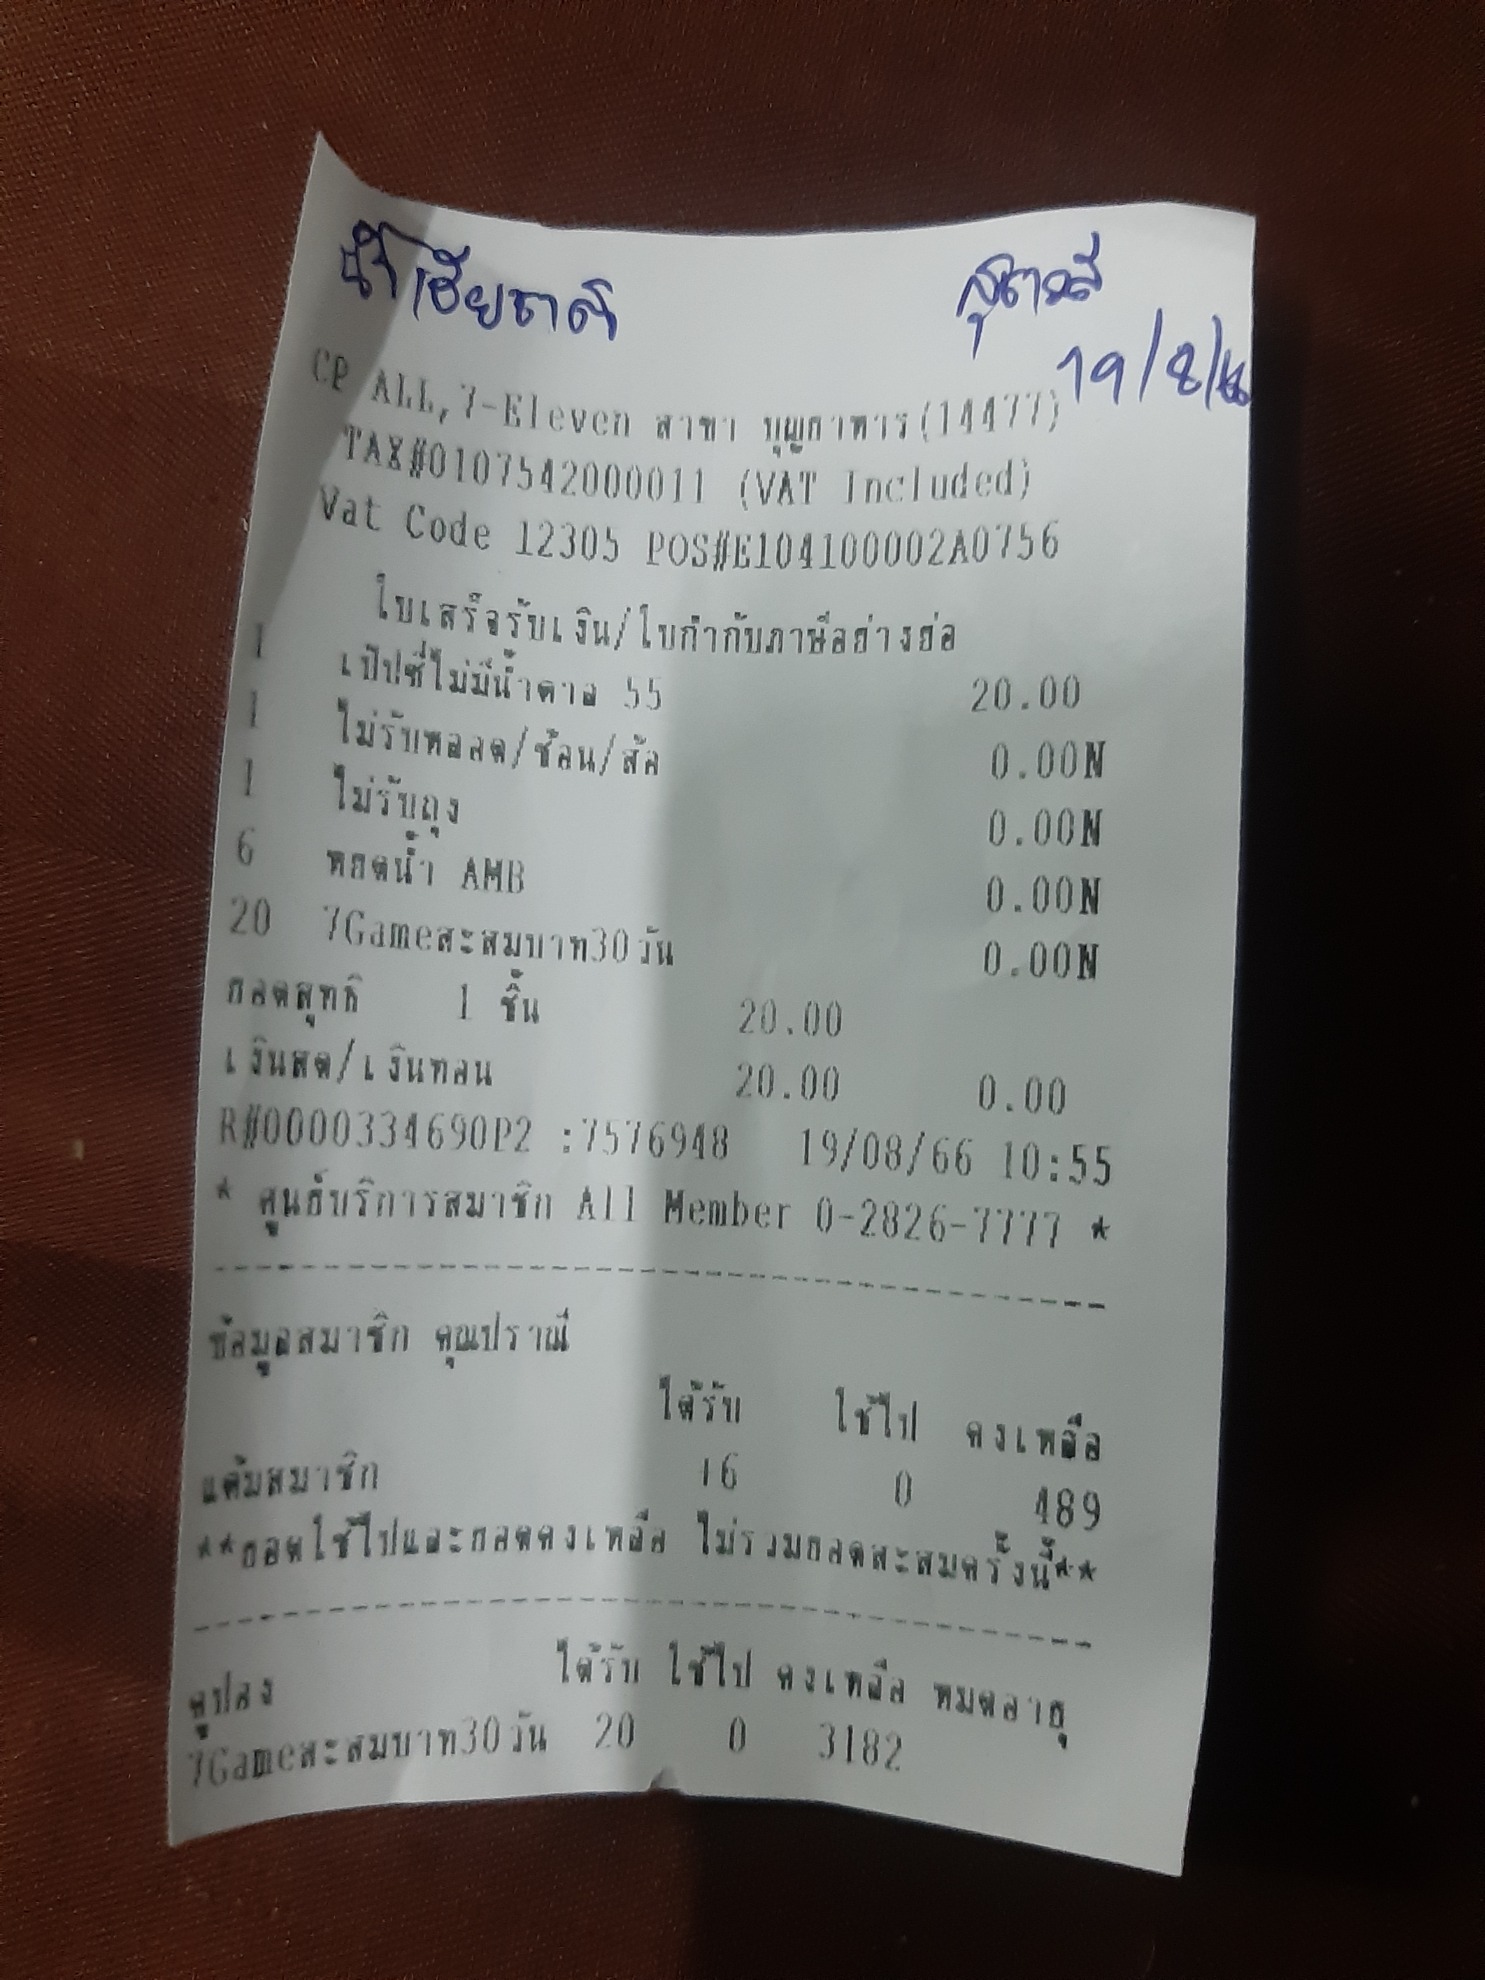 สุดาวลี
19/8/66
CP ALL,7-Eleven สาขา บุญธาหาร(14477)
TAX#0107542000011 (VAT Included)
Vat Code 12305 POS#E104100002A0756
ใบเสร็จรับเงิน/ใบกำกับภาษีอย่างย่อ
1 เป๊ปซี่ไม่มีน้ำตาล 55 20.00
1 ไม่รับหลอด/ช้อน/ส้อ 0.00N
1 ไม่รับถุง 0.00N
6 หยดน้ำ AMB 0.00N
20 7Gameสะสมบาท30วัน 0.00N
ยอดสุทธิ 1 ชิ้น 20.00
เงินสด/เงินทอน 20.00 0.00
R#0000334690P2 :7576948 19/08/66 10:55
* ศูนย์บริการสมาชิก All Member 0-2826-7777 *
ข้อมูลสมาชิก คุณปราณี
ได้รับ ใช้ไป คงเหลือ
แต้มสมาชิก 16 0 489
**ยอดใช้ไปและยอดคงเหลือ ไม่รวมยอดสะสมครั้งนี้**
คูปอง ได้รับ ใช้ไป คงเหลือ หมดอายุ
7Gameสะสมบาท30วัน 20 0 3182